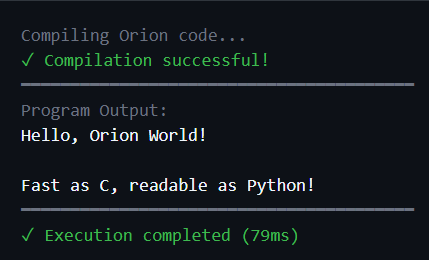 Compiling Orion code...
✓ Compilation successful!
Program Output:
Hello, Orion World!
Fast as C, readable as Python!
✓ Execution completed (79ms)